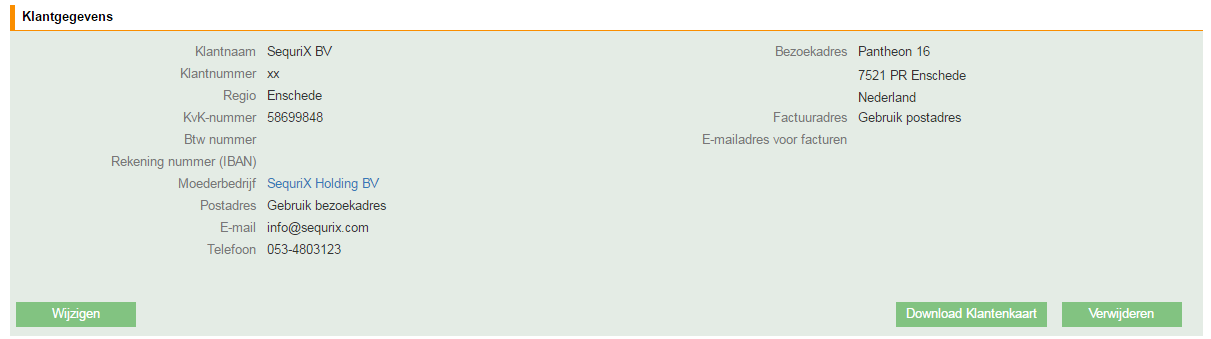 Klantgegevens
Klantnaam SequriX BV
Klantnummer xx
Regio Enschede
KvK-nummer 58699848
Btw nummer
Rekening nummer (IBAN)
Moederbedrijf SequriX Holding BV
Postadres Gebruik bezoekadres
E-mail info@sequrix.com
Telefoon 053-4803123
Bezoekadres Pantheon 16
7521 PR Enschede
Nederland
Factuuradres Gebruik postadres
E-mailadres voor facturen
Wijzigen
Download Klantenkaart
Verwijderen